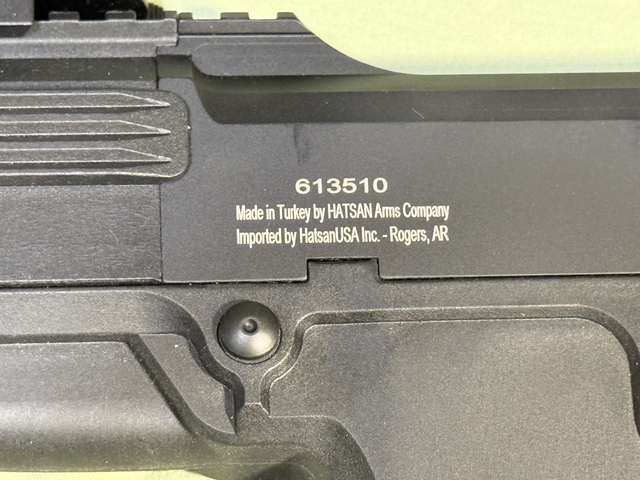 613510
Made in Turkey by HATSAN Arms Company
Imported by HatsanUSA Inc. - Rogers, AR